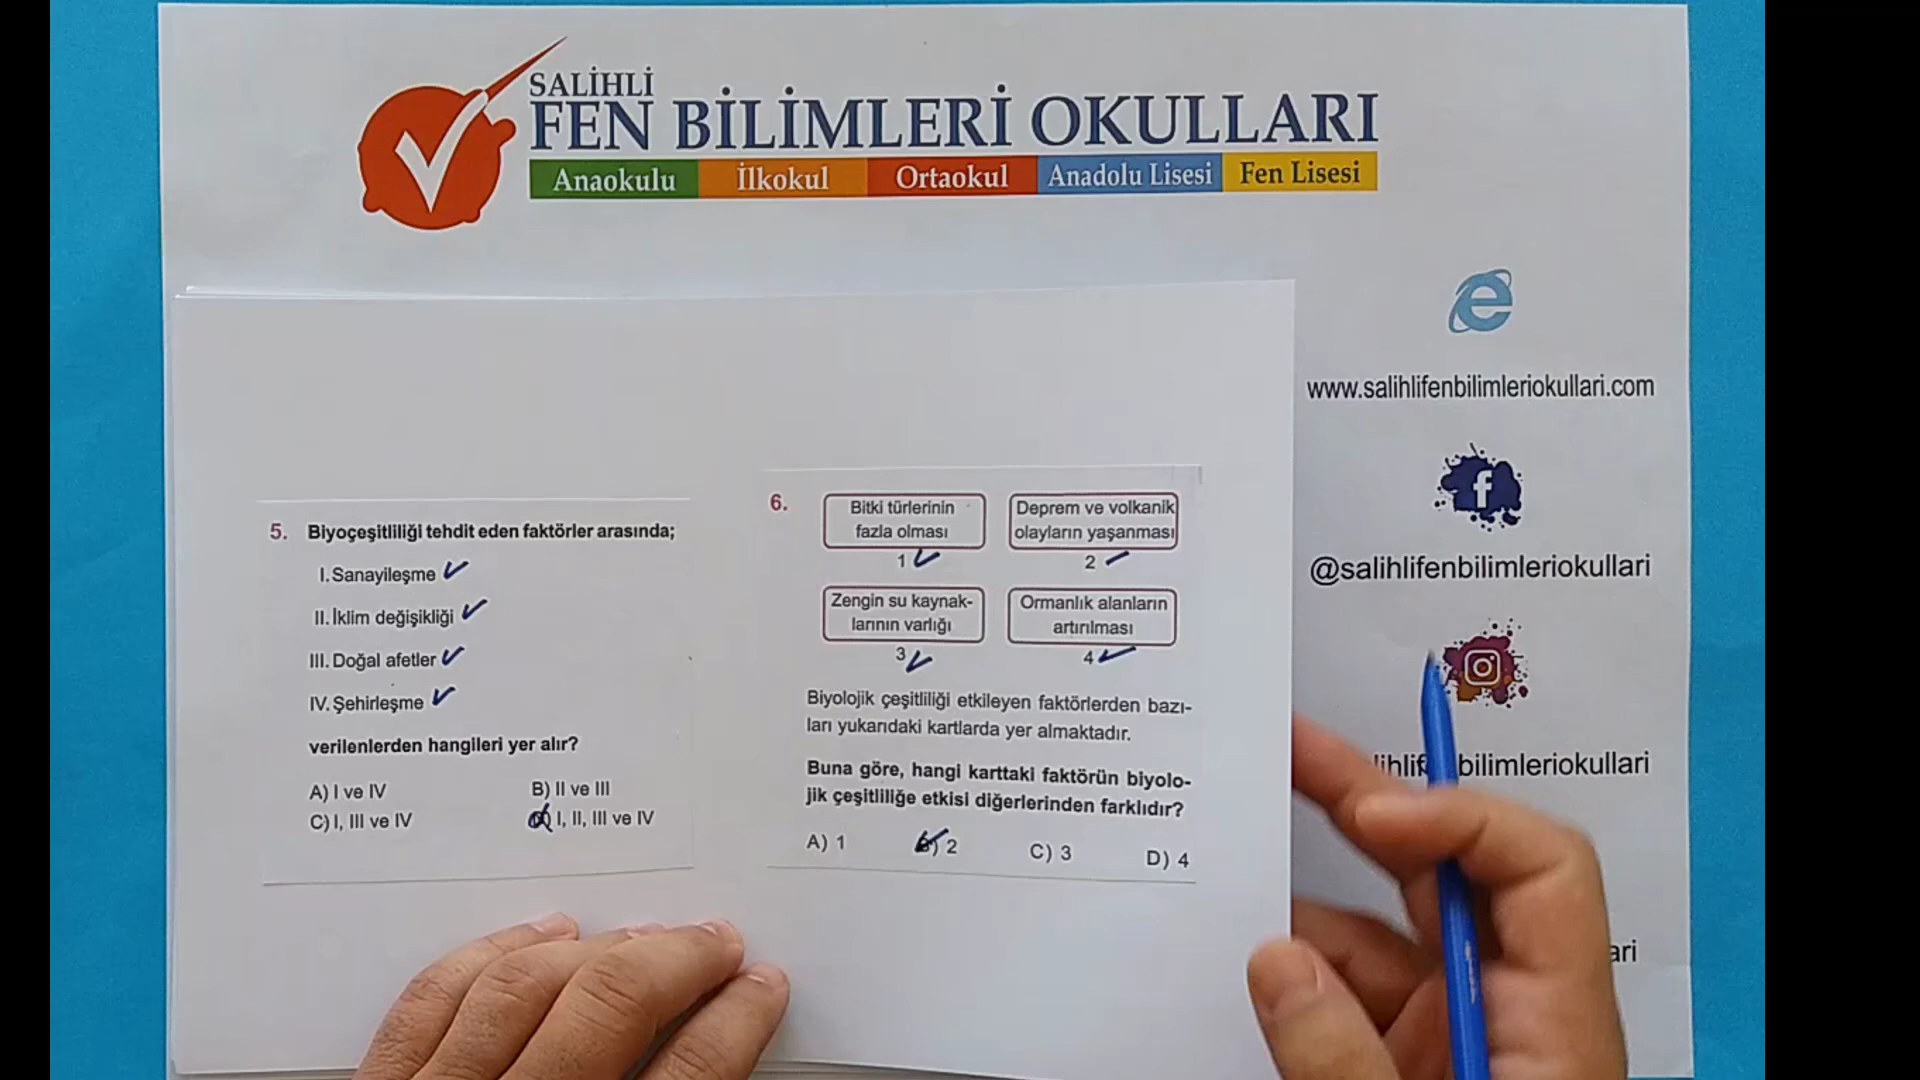 SALİHLİ
FEN BİLİMLERİ OKULLARI
Anaokulu İlkokul Ortaokul Anadolu Lisesi Fen Lisesi
www.salihlifenbilimleriokullari.com
@salihlifenbilimleriokullari
bilimleriokullari
ari
5. Biyoçeşitliliği tehdit eden faktörler arasında;
I. Sanayileşme
II. İklim değişikliği
III. Doğal afetler
IV. Şehirleşme
verilenlerden hangileri yer alır?
A) I ve IV B) II ve III
C) I, III ve IV D) I, II, III ve IV
6.
Bitki türlerinin
fazla olması
1
Deprem ve volkanik
olayların yaşanması
2
Zengin su kaynak-
larının varlığı
3
Ormanlık alanların
artırılması
4
Biyolojik çeşitliliği etkileyen faktörlerden bazı-
ları yukarıdaki kartlarda yer almaktadır.
Buna göre, hangi karttaki faktörün biyolo-
jik çeşitliliğe etkisi diğerlerinden farklıdır?
A) 1 B) 2 C) 3 D) 4